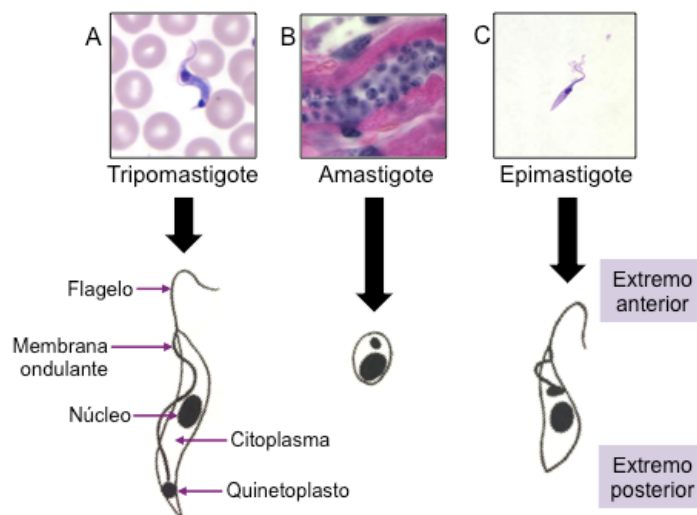 A
B
C
Tripomastigote
Amastigote
Epimastigote
Flagelo
Membrana
ondulante
Núcleo
Citoplasma
Quinetoplasto
Extremo
anterior
Extremo
posterior